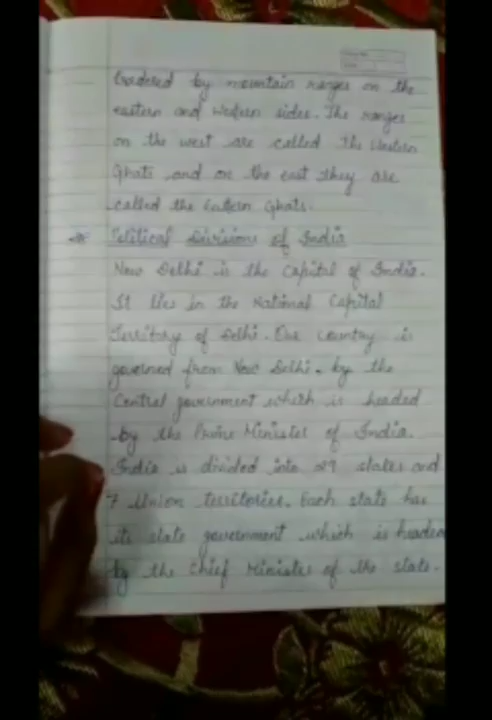 bordered by mountain ranges on the
eastern and western sides. The ranges
on the west are called the Western
Ghats and on the east they are
called the Eastern Ghats.
Political Divisions of India
New Delhi is the capital of India.
It lies in the National Capital
Territory of Delhi. Our country is
governed from New Delhi. by the
Central government which is headed
by the Prime Minister of India.
India is divided into 29 states and
7 Union territories. Each state has
its state government which is headed
by the Chief Minister of the state.